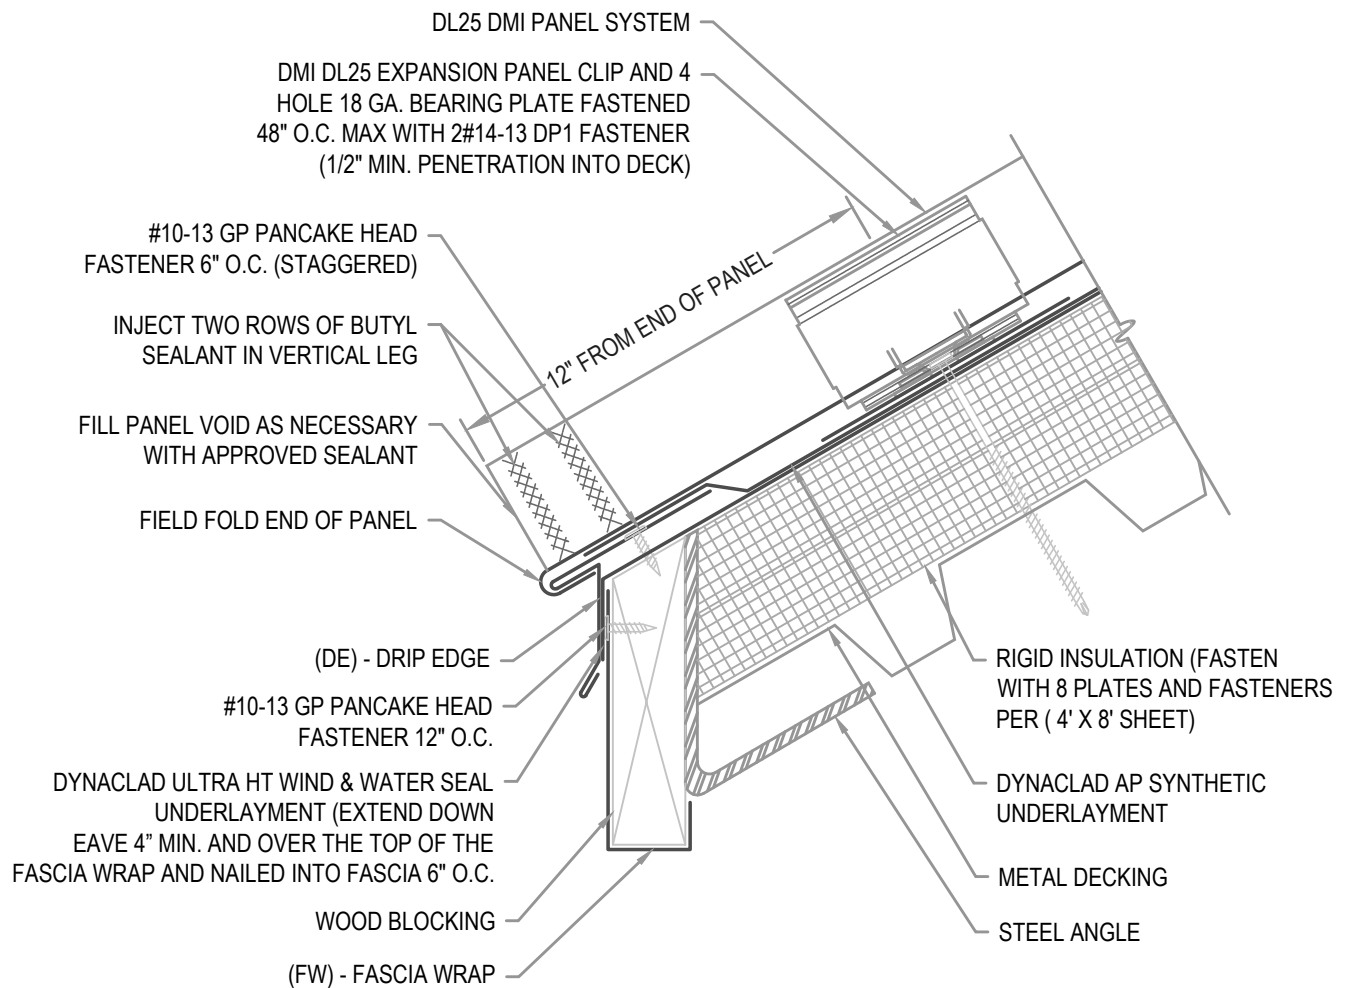 DL25 DMI PANEL SYSTEM
DMI DL25 EXPANSION PANEL CLIP AND 4
HOLE 18 GA. BEARING PLATE FASTENED
48" O.C. MAX WITH 2#14-13 DP1 FASTENER
(1/2" MIN. PENETRATION INTO DECK)
#10-13 GP PANCAKE HEAD
FASTENER 6" O.C. (STAGGERED)
INJECT TWO ROWS OF BUTYL
SEALANT IN VERTICAL LEG
FILL PANEL VOID AS NECESSARY
WITH APPROVED SEALANT
FIELD FOLD END OF PANEL
12" FROM END OF PANEL
(DE) - DRIP EDGE
#10-13 GP PANCAKE HEAD
FASTENER 12" O.C.
DYNACLAD ULTRA HT WIND & WATER SEAL
UNDERLAYMENT (EXTEND DOWN
EAVE 4” MIN. AND OVER THE TOP OF THE
FASCIA WRAP AND NAILED INTO FASCIA 6" O.C.
WOOD BLOCKING
(FW) - FASCIA WRAP
RIGID INSULATION (FASTEN
WITH 8 PLATES AND FASTENERS
PER ( 4' X 8' SHEET)
DYNACLAD AP SYNTHETIC
UNDERLAYMENT
METAL DECKING
STEEL ANGLE